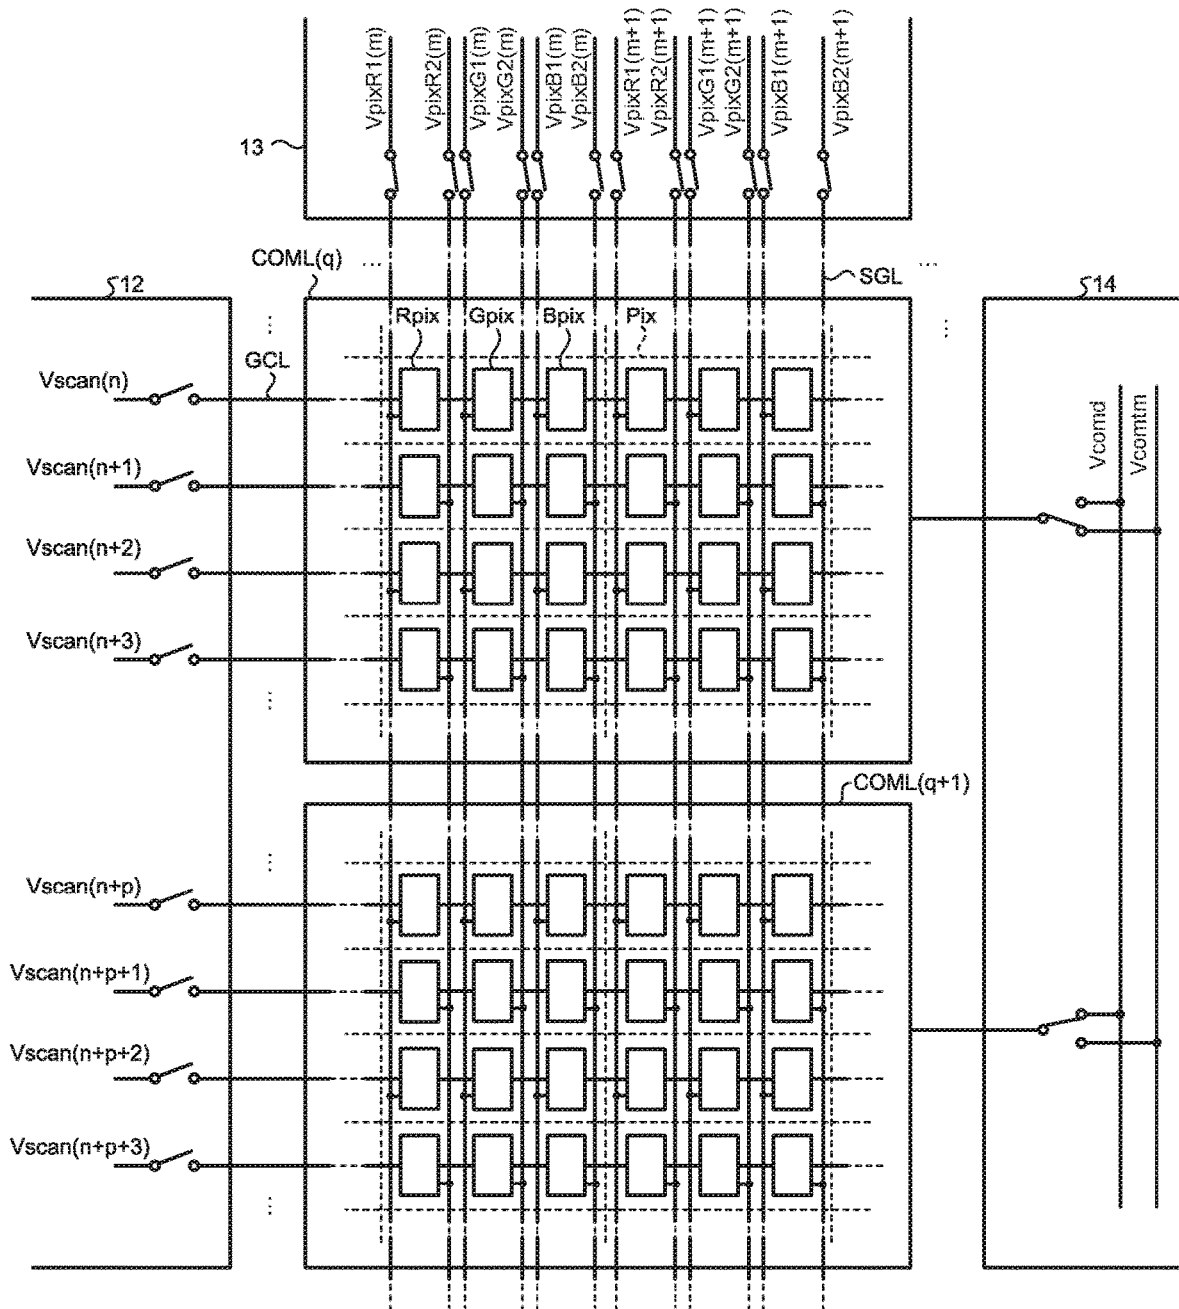 VpixR1(m)
VpixR2(m)
VpixG1(m)
VpixG2(m)
VpixB1(m)
VpixB2(m)
VpixR1(m+1)
VpixR2(m+1)
VpixG1(m+1)
VpixG2(m+1)
VpixB1(m+1)
VpixB2(m+1)
13
COML(q)
...
SGL
...
12
14
...
Rpix
Gpix
Bpix
Pix
...
GCL
Vscan(n)
Vcomd
Vcomtm
Vscan(n+1)
Vscan(n+2)
Vscan(n+3)
...
COML(q+1)
...
Vscan(n+p)
Vscan(n+p+1)
Vscan(n+p+2)
Vscan(n+p+3)
...